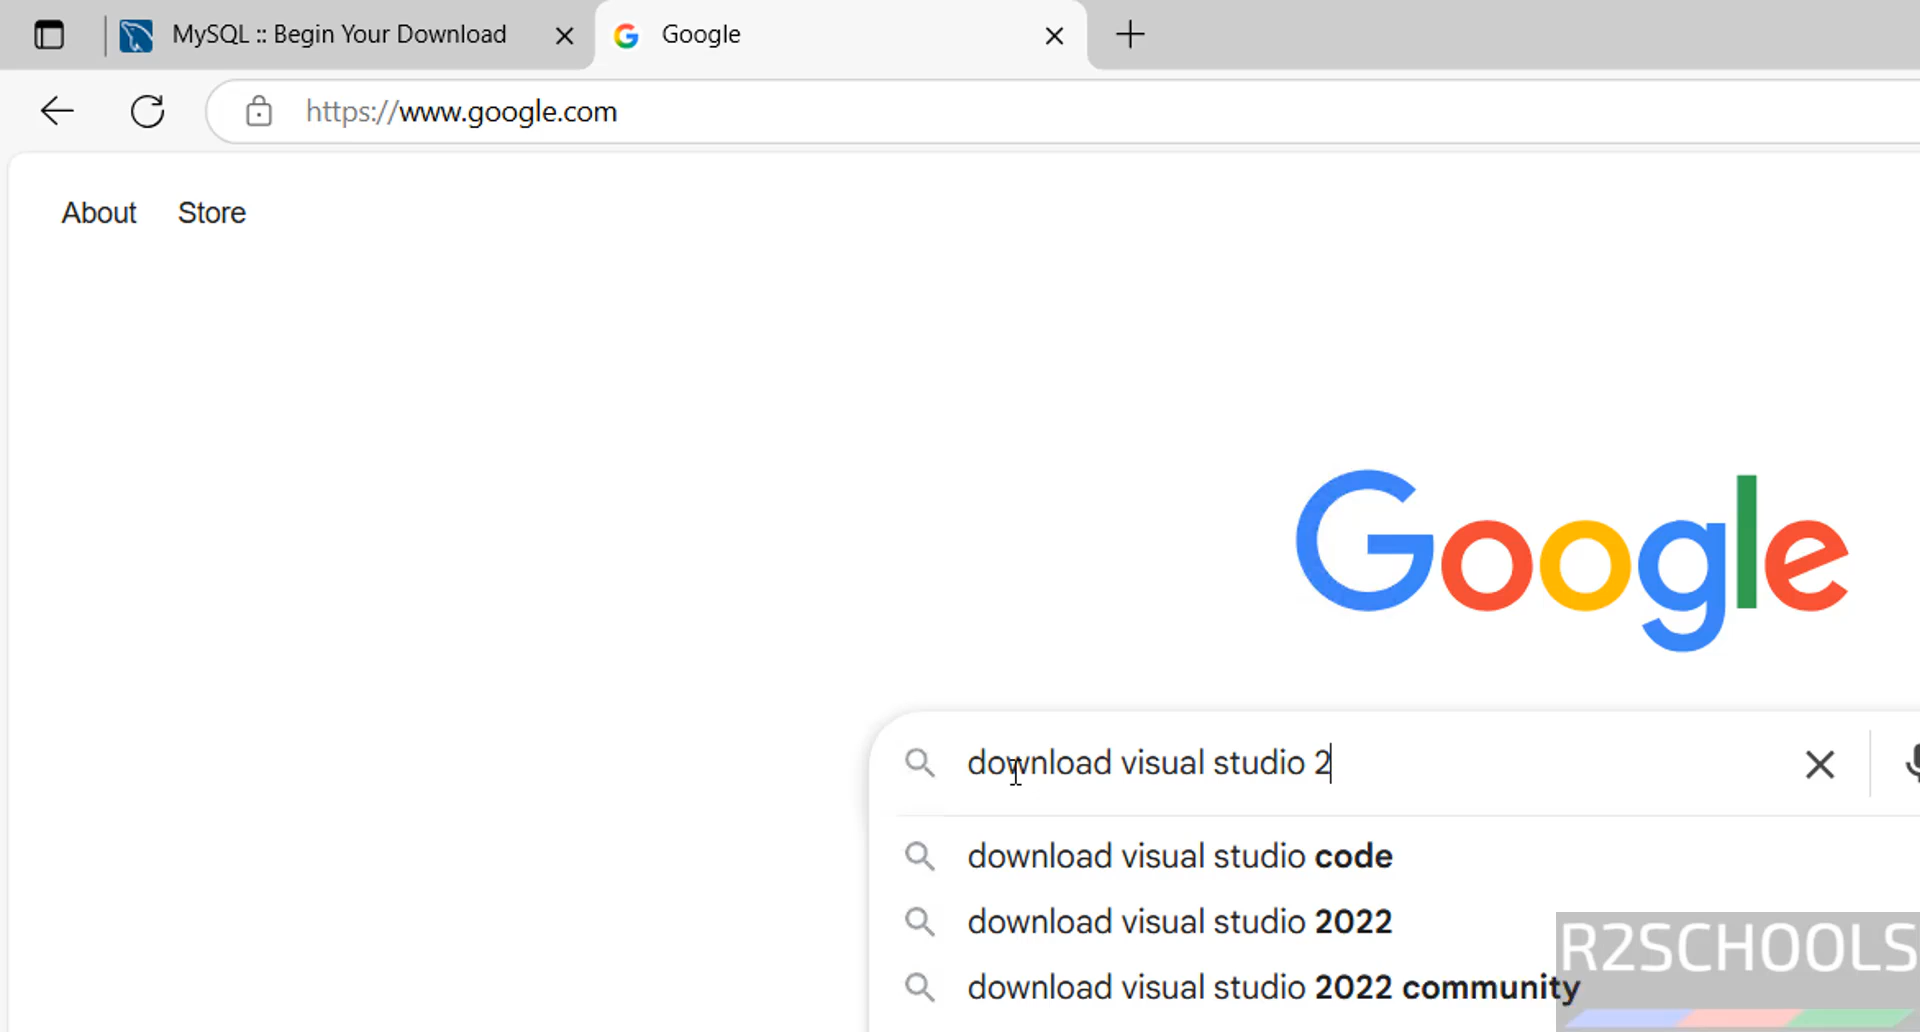 MySQL :: Begin Your Download
Google
https://www.google.com
About Store
Google
download visual studio 2
download visual studio code
download visual studio 2022
download visual studio 2022 community
R2SCHOOLS